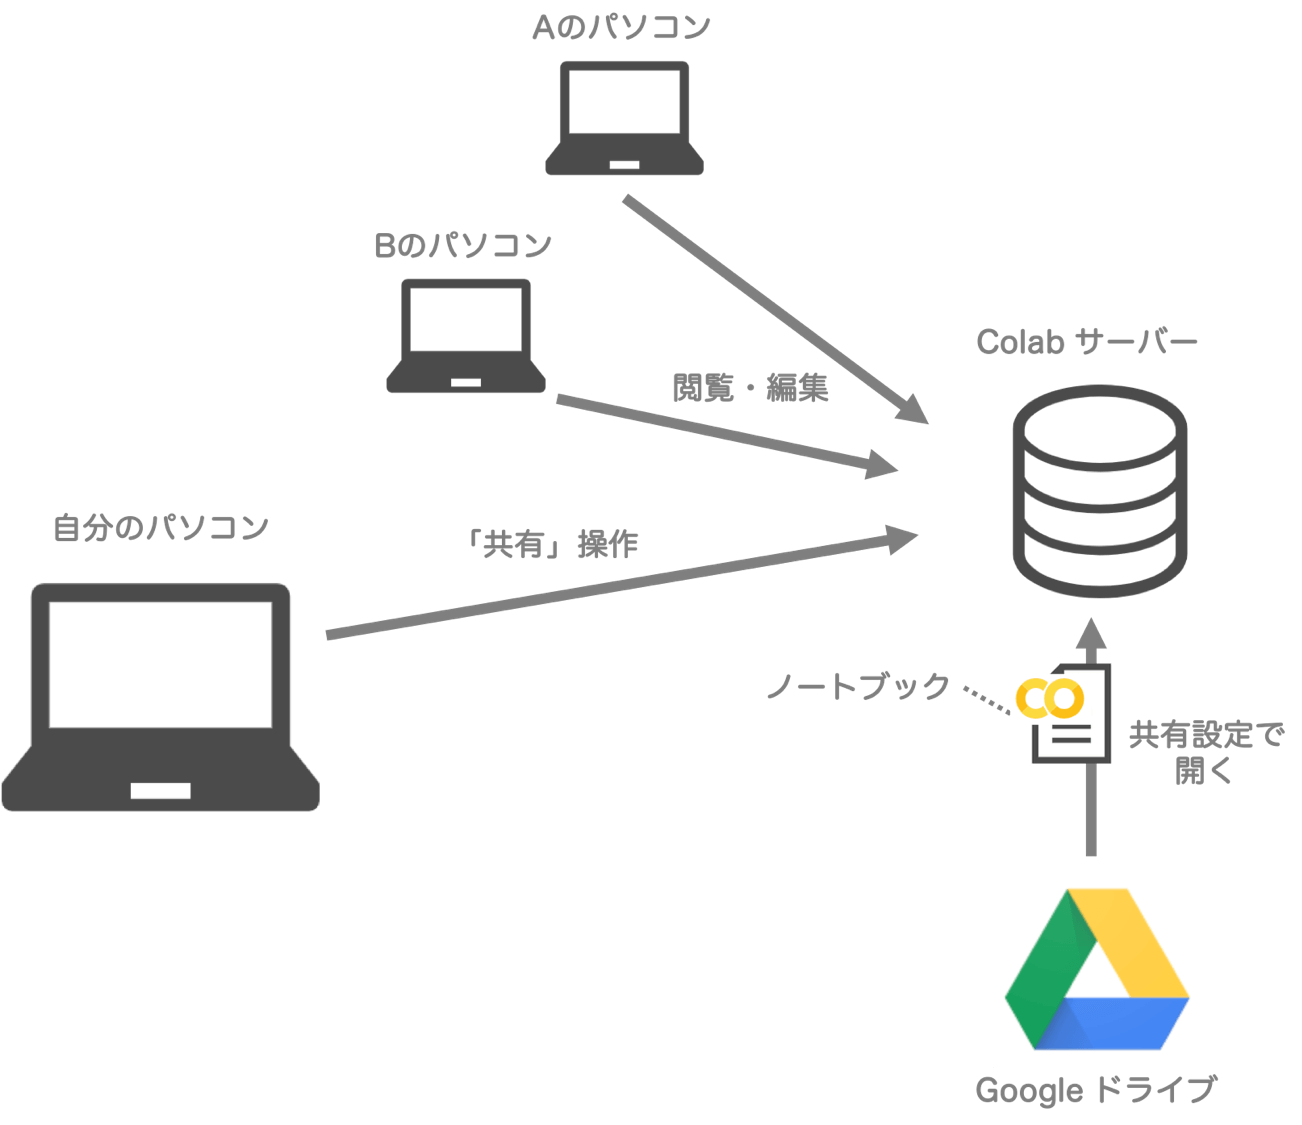 Aのパソコン
Bのパソコン
Colab サーバー
閲覧・編集
自分のパソコン
「共有」操作
ノートブック
共有設定で
開く
Google ドライブ